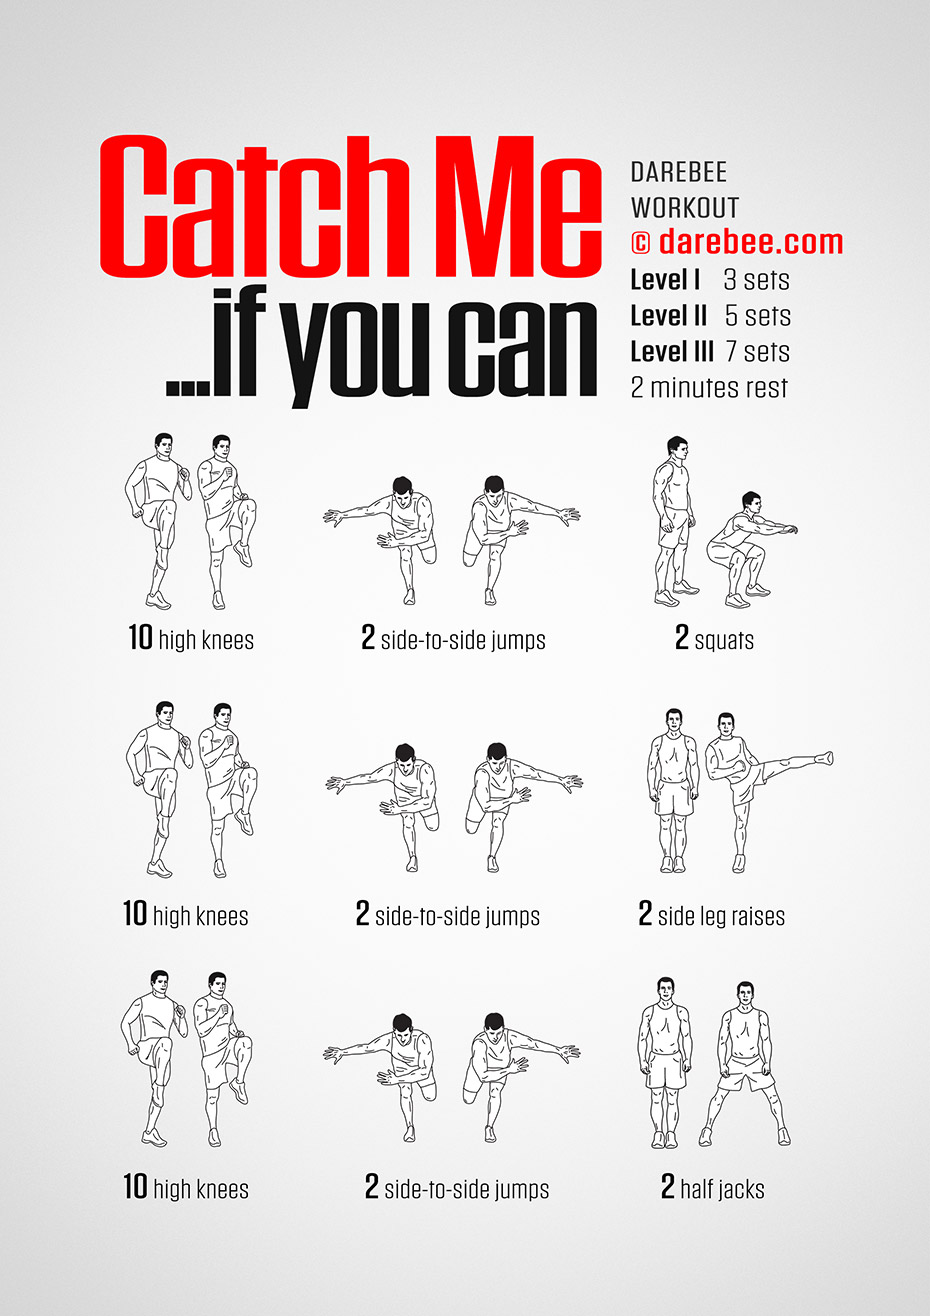 Catch Me
...if you can
DAREBEE
WORKOUT
© darebee.com
Level I 3 sets
Level II 5 sets
Level III 7 sets
2 minutes rest
10 high knees
2 side-to-side jumps
2 squats
10 high knees
2 side-to-side jumps
2 side leg raises
10 high knees
2 side-to-side jumps
2 half jacks